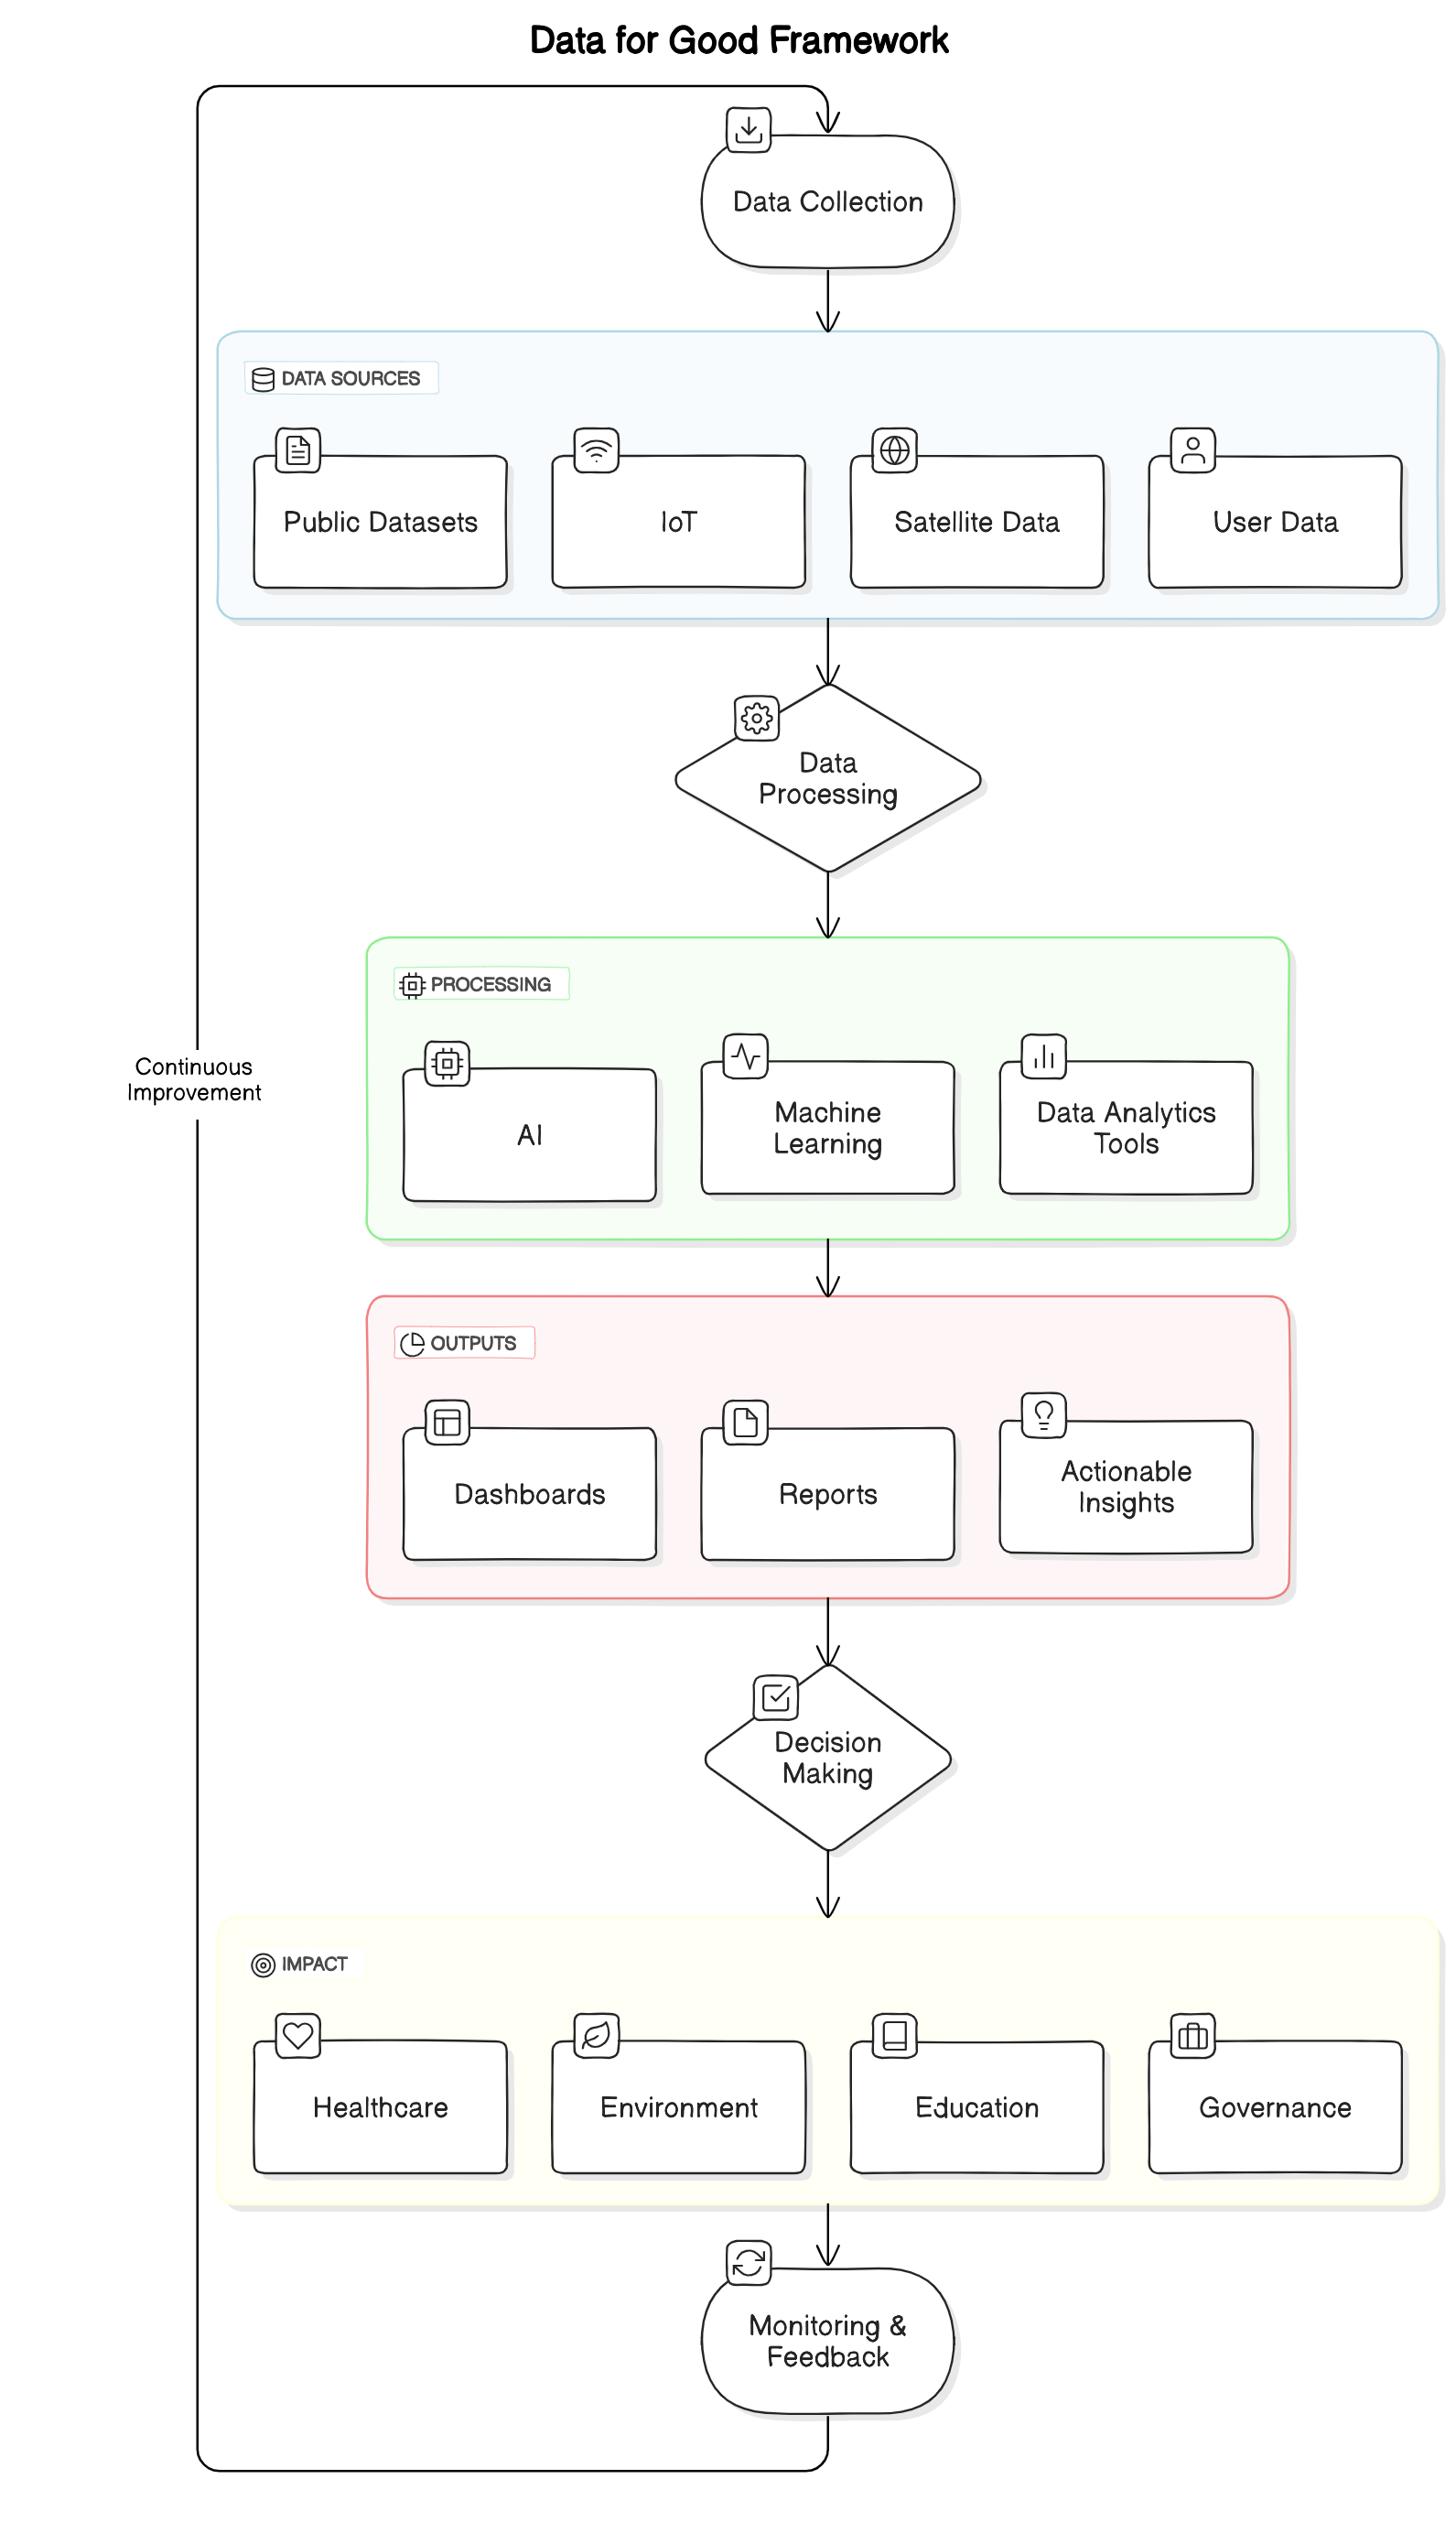 Data for Good Framework
Data Collection
DATA SOURCES
Public Datasets
IoT
Satellite Data
User Data
Data
Processing
PROCESSING
Continuous
Improvement
AI
Machine
Learning
Data Analytics
Tools
OUTPUTS
Dashboards
Reports
Actionable
Insights
Decision
Making
IMPACT
Healthcare
Environment
Education
Governance
Monitoring &
Feedback